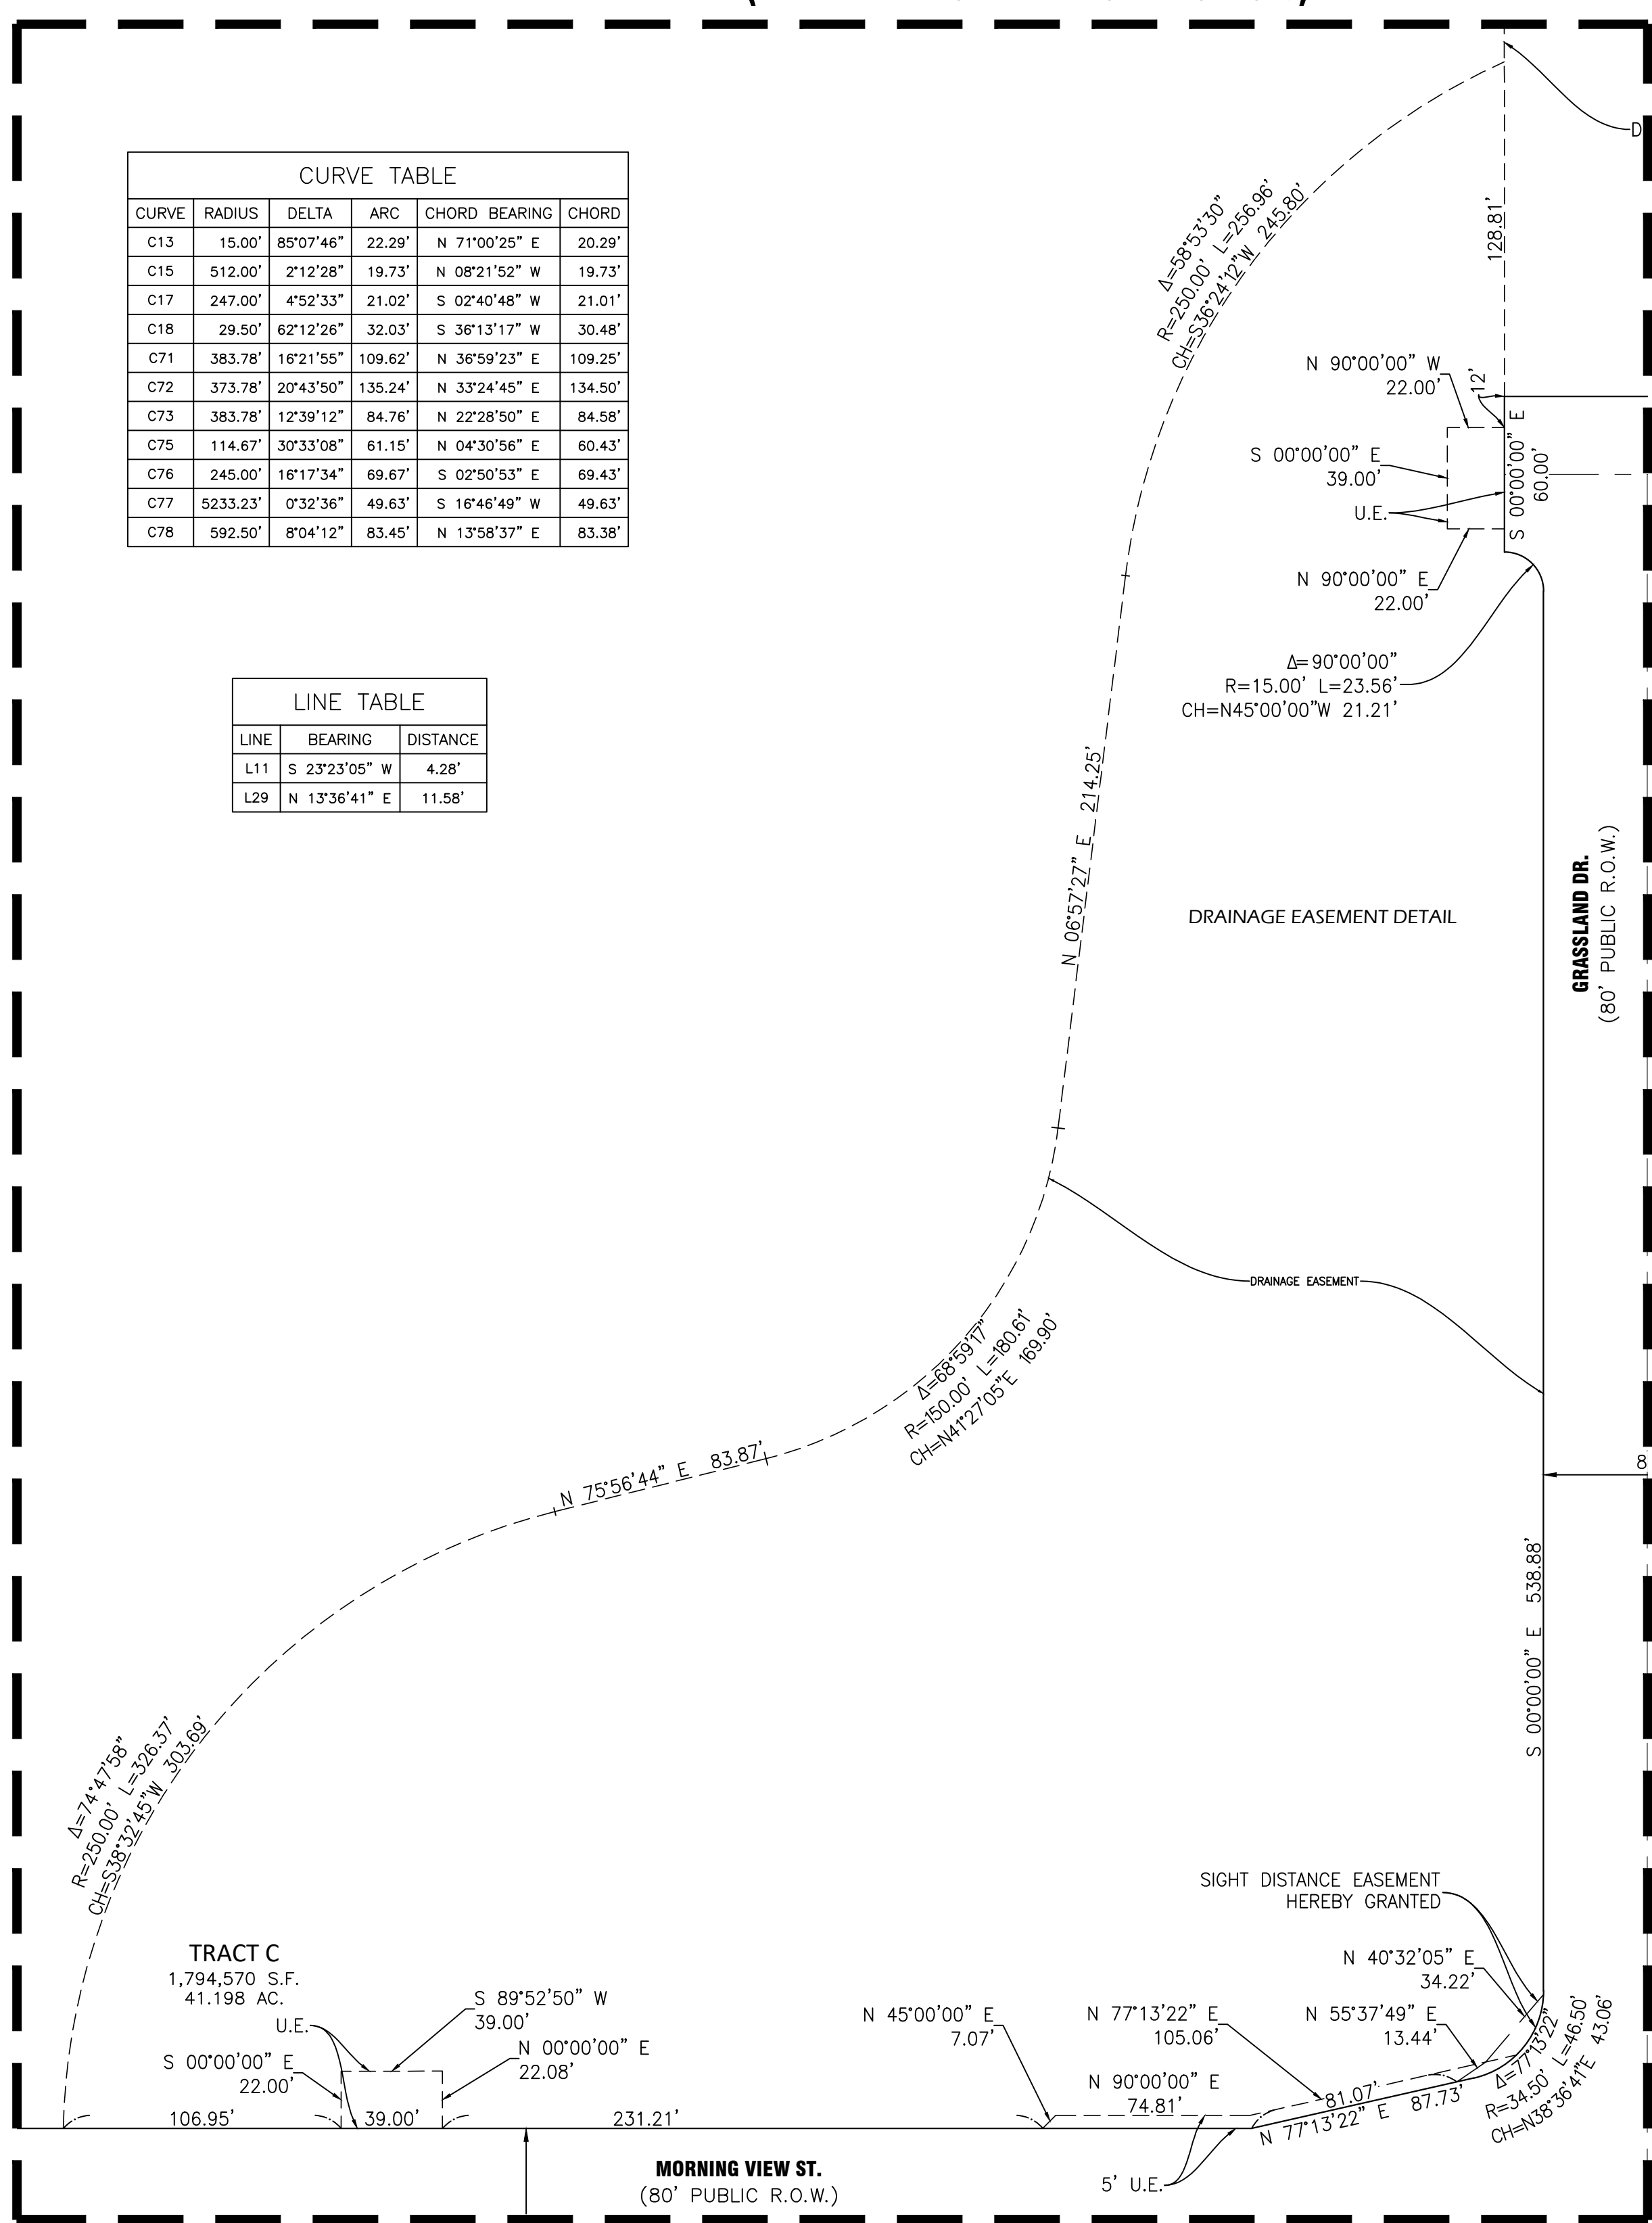 CURVE TABLE
CURVE RADIUS DELTA ARC CHORD BEARING CHORD
C13 15.00' 85°07'46" 22.29' N 71°00'25" E 20.29'
C15 512.00' 2°12'28" 19.73' N 08°21'52" W 19.73'
C17 247.00' 4°52'33" 21.02' S 02°40'48" W 21.01'
C18 29.50' 62°12'26" 32.03' S 36°13'17" W 30.48'
C71 383.78' 16°21'55" 109.62' N 36°59'23" E 109.25'
C72 373.78' 20°43'50" 135.24' N 33°24'45" E 134.50'
C73 383.78' 12°39'12" 84.76' N 22°28'50" E 84.58'
C75 114.67' 30°33'08" 61.15' N 04°30'56" E 60.43'
C76 245.00' 16°17'34" 69.67' S 02°50'53" E 69.43'
C77 5233.23' 0°32'36" 49.63' S 16°46'49" W 49.63'
C78 592.50' 8°04'12" 83.45' N 13°58'37" E 83.38'
LINE TABLE
LINE BEARING DISTANCE
L11 S 23°23'05" W 4.28'
L29 N 13°36'41" E 11.58'
D
128.81'
Δ=58°53'30"
R=250.00' L=256.96'
CH=S36°24'12"W 245.80'
N 90°00'00" W
22.00'
12'
S 00°00'00" E
39.00'
U.E.
S 00°00'00" E
60.00'
N 90°00'00" E
22.00'
Δ=90°00'00"
R=15.00' L=23.56'
CH=N45°00'00"W 21.21'
N 06°57'27" E 214.25'
DRAINAGE EASEMENT DETAIL
GRASSLAND DR.
(80' PUBLIC R.O.W.)
DRAINAGE EASEMENT
Δ=68°59'17"
R=150.00' L=180.61'
CH=N41°27'05"E 169.90'
N 75°56'44" E 83.87'
8
S 00°00'00" E 538.88'
Δ=74°47'58"
R=250.00' L=326.37'
CH=S38°32'45"W 303.69'
SIGHT DISTANCE EASEMENT
HEREBY GRANTED
TRACT C
1,794,570 S.F.
41.198 AC.
U.E.
S 89°52'50" W
39.00'
N 00°00'00" E
22.08'
S 00°00'00" E
22.00'
N 40°32'05" E
34.22'
N 45°00'00" E
7.07'
N 77°13'22" E
105.06'
N 55°37'49" E
13.44'
N 90°00'00" E
74.81'
Δ=77°13'22"
R=34.50' L=46.50'
CH=N38°36'41"E 43.06'
81.07'
N 77°13'22" E 87.73'
106.95'
39.00'
231.21'
5' U.E.
MORNING VIEW ST.
(80' PUBLIC R.O.W.)